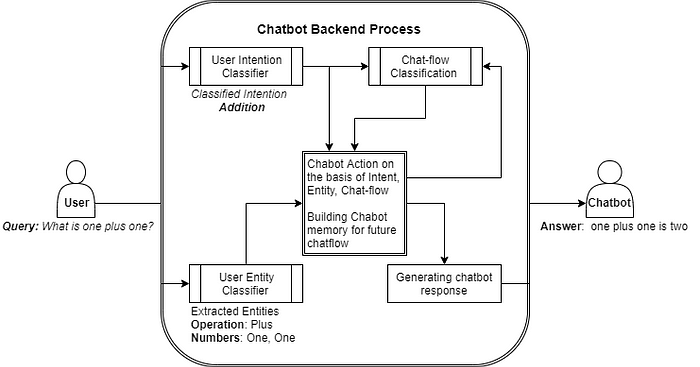 Chatbot Backend Process
User Intention
Classifier
Classified Intention
Addition
Chat-flow
Classification
Chabot Action on
the basis of Intent,
Entity, Chat-flow
Building Chabot
memory for future
chatflow
User
Query: What is one plus one?
Chatbot
Answer: one plus one is two
User Entity
Classifier
Extracted Entities
Operation: Plus
Numbers: One, One
Generating chatbot
response